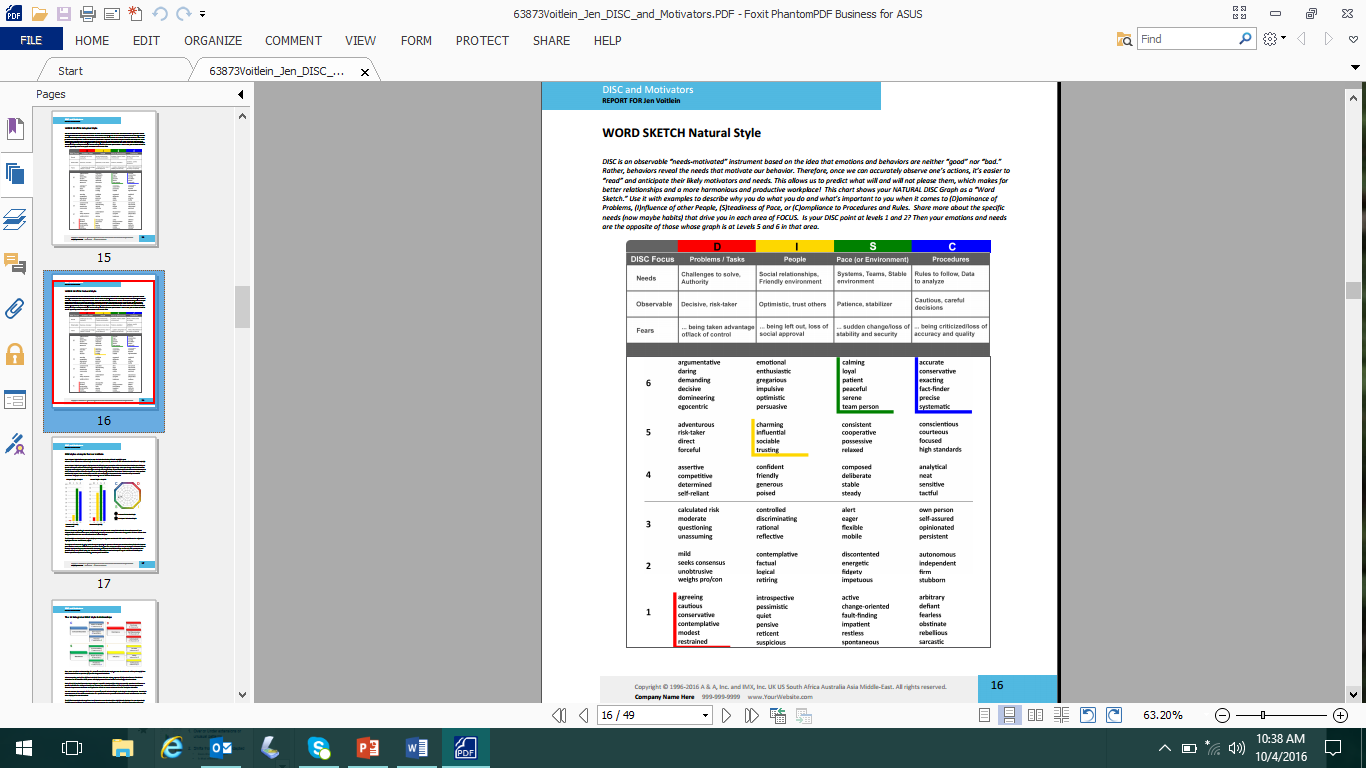 63873Voitlein_Jen_DISC_and_Motivators.PDF - Foxit PhantomPDF Business for ASUS
FILE HOME EDIT ORGANIZE COMMENT VIEW FORM PROTECT SHARE HELP Find
Start 63873Voitlein_Jen_DISC_...
Pages
15
16
17
DISC and Motivators
REPORT FOR Jen Voitlein
WORD SKETCH Natural Style
DISC is an observable “needs-motivated” instrument based on the idea that emotions and behaviors are neither “good” nor “bad.”
Rather, behaviors reveal the needs that motivate our behavior. Therefore, once we can accurately observe one’s actions, it’s easier to
“read” and anticipate their likely motivators and needs. This allows us to predict what will and will not please them, which makes for
better relationships and a more harmonious and productive workplace! This chart shows your NATURAL DISC Graph as a “Word
Sketch.” Use it with examples to describe why you do what you do and what’s important to you when it comes to (D)ominance of
Problems, (I)nfluence of other People, (S)teadiness of Pace, or (C)ompliance to Procedures and Rules. Share more about the specific
needs (now maybe habits) that drive you in each area of FOCUS. Is your DISC point at levels 1 and 2? Then your emotions and needs
are the opposite of those whose graph is at Levels 5 and 6 in that area.
D I S C
DISC Focus Problems / Tasks People Pace (or Environment) Procedures
Needs Challenges to solve, Authority Social relationships, Friendly environment Systems, Teams, Stable environment Rules to follow, Data to analyze
Observable Decisive, risk-taker Optimistic, trust others Patience, stabilizer Cautious, careful decisions
Fears ... being taken advantage of/lack of control ... being left out, loss of social approval ... sudden change/loss of stability and security ... being criticized/loss of accuracy and quality
argumentative emotional calming accurate
daring enthusiastic loyal conservative
6 demanding gregarious patient exacting
decisive impulsive peaceful fact-finder
domineering optimistic serene precise
egocentric persuasive team person systematic
adventurous charming consistent conscientious
5 risk-taker influential cooperative courteous
direct sociable possessive focused
forceful trusting relaxed high standards
assertive confident composed analytical
4 competitive friendly deliberate neat
determined generous stable sensitive
self-reliant poised steady tactful
calculated risk controlled alert own person
3 moderate discriminating eager self-assured
questioning rational flexible opinionated
unassuming reflective mobile persistent
mild contemplative discontented autonomous
2 seeks consensus factual energetic independent
unobtrusive logical fidgety firm
weighs pro/con retiring impetuous stubborn
agreeing introspective active arbitrary
1 cautious pessimistic change-oriented defiant
conservative quiet fault-finding fearless
contemplative pensive impatient obstinate
modest reticent restless rebellious
restrained suspicious spontaneous sarcastic
Copyright © 1996-2016 A & A, Inc. and IMX, Inc. UK US South Africa Australia Asia Middle-East. All rights reserved. 16
Company Name Here 999-999-9999 www.YourWebsite.com
16 / 49 63.20%
10:38 AM
10/4/2016